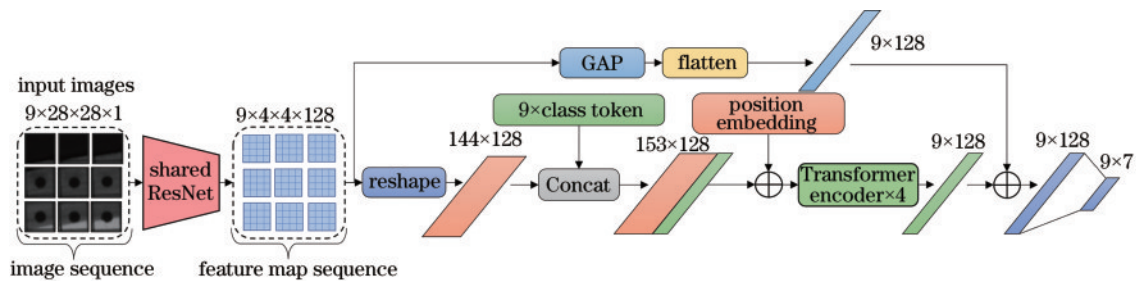 input images
9×28×28×1
shared
ResNet
image sequence
9×4×4×128
feature map sequence
GAP
flatten
9×128
reshape
144×128
9×class token
Concat
153×128
position
embedding
Transformer
encoder×4
9×128
9×128
9×7